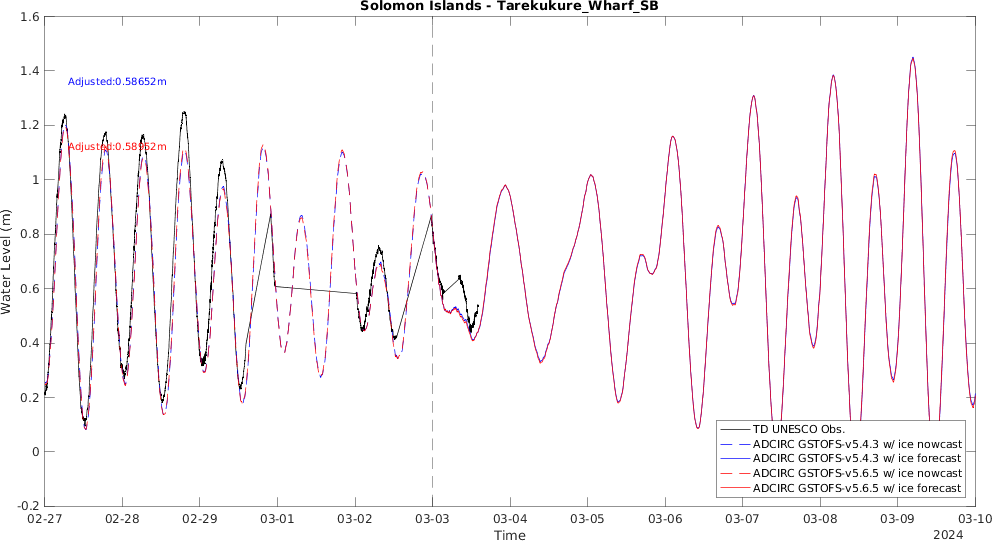 Solomon Islands - Tarekukure_Wharf_SB
1.6
1.4
1.2
1
0.8
0.6
0.4
0.2
0
-0.2
Water Level (m)
Adjusted:0.58652m
Adjusted:0.58952m
TD UNESCO Obs.
ADCIRC GSTOFS-v5.4.3 w/ ice nowcast
ADCIRC GSTOFS-v5.4.3 w/ ice forecast
ADCIRC GSTOFS-v5.6.5 w/ ice nowcast
ADCIRC GSTOFS-v5.6.5 w/ ice forecast
02-27 02-28 02-29 03-01 03-02 03-03 03-04 03-05 03-06 03-07 03-08 03-09 03-10
Time
2024